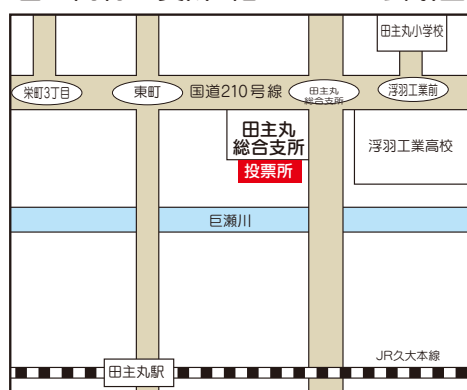 田主丸小学校
栄町3丁目
東町
国道210号線
田主丸
総合支所
浮羽工業前
田主丸
総合支所
投票所
浮羽工業高校
巨瀬川
JR久大本線
田主丸駅